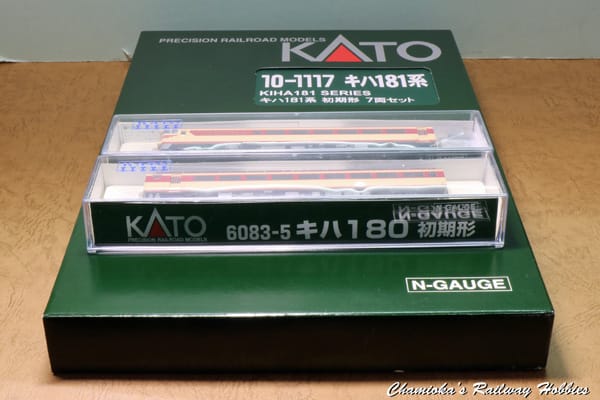 PRECISION RAILROAD MODELS
KATO
10-1117 キハ181系
KIHA181 SERIES
キハ181系 初期形 7両セット
KATO
PRECISION RAILROAD MODELS
6083-5 キハ180 初期形
N-GAUGE
N-GAUGE
Chamioka's Railway Hobbies